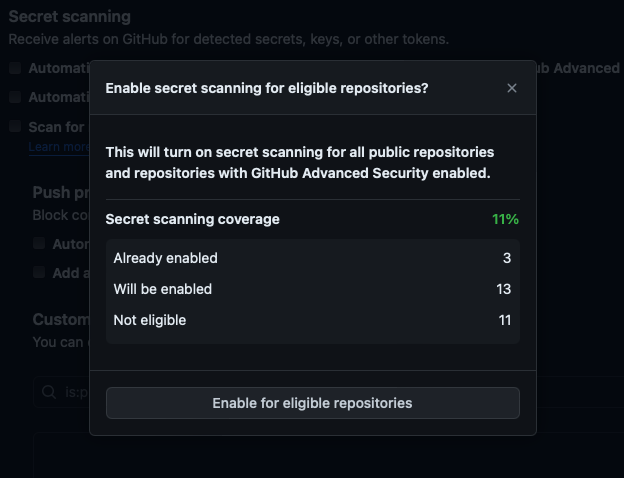 Secret scanning
Receive alerts on GitHub for detected secrets, keys, or other tokens.
Automati
ub Advanced
Enable secret scanning for eligible repositories?
Automati
Scan for
Learn more
This will turn on secret scanning for all public repositories
and repositories with GitHub Advanced Security enabled.
Push pr
Block co
Secret scanning coverage 11%
Autor
Already enabled 3
Add a
Will be enabled 13
Custom
Not eligible 11
You can
is:p
Enable for eligible repositories